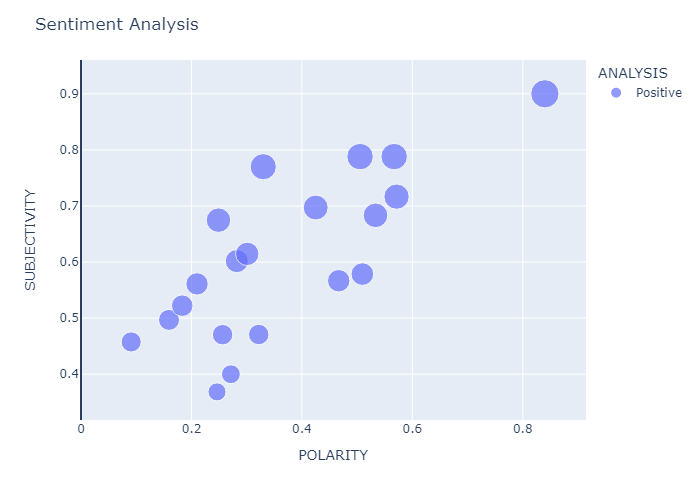 Sentiment Analysis
ANALYSIS
Positive
SUBJECTIVITY
0.9
0.8
0.7
0.6
0.5
0.4
0
0.2
0.4
0.6
0.8
POLARITY